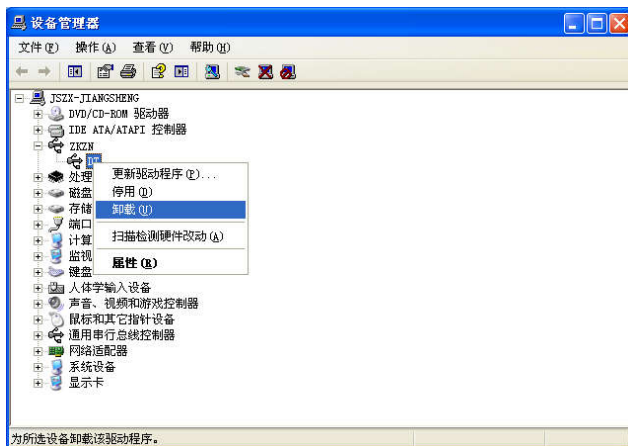 设备管理器
文件(F) 操作(A) 查看(V) 帮助(H)
JSZX-JIANGSHENG
DVD/CD-ROM 驱动器
IDE ATA/ATAPI 控制器
ZKZN
更新驱动程序(P)...
处理
停用(D)
磁盘
卸载(U)
存储
端口
扫描检测硬件改动(A)
计算
监视
属性(R)
键盘
人体学输入设备
声音、视频和游戏控制器
鼠标和其它指针设备
通用串行总线控制器
网络适配器
系统设备
显示卡
为所选设备卸载该驱动程序。